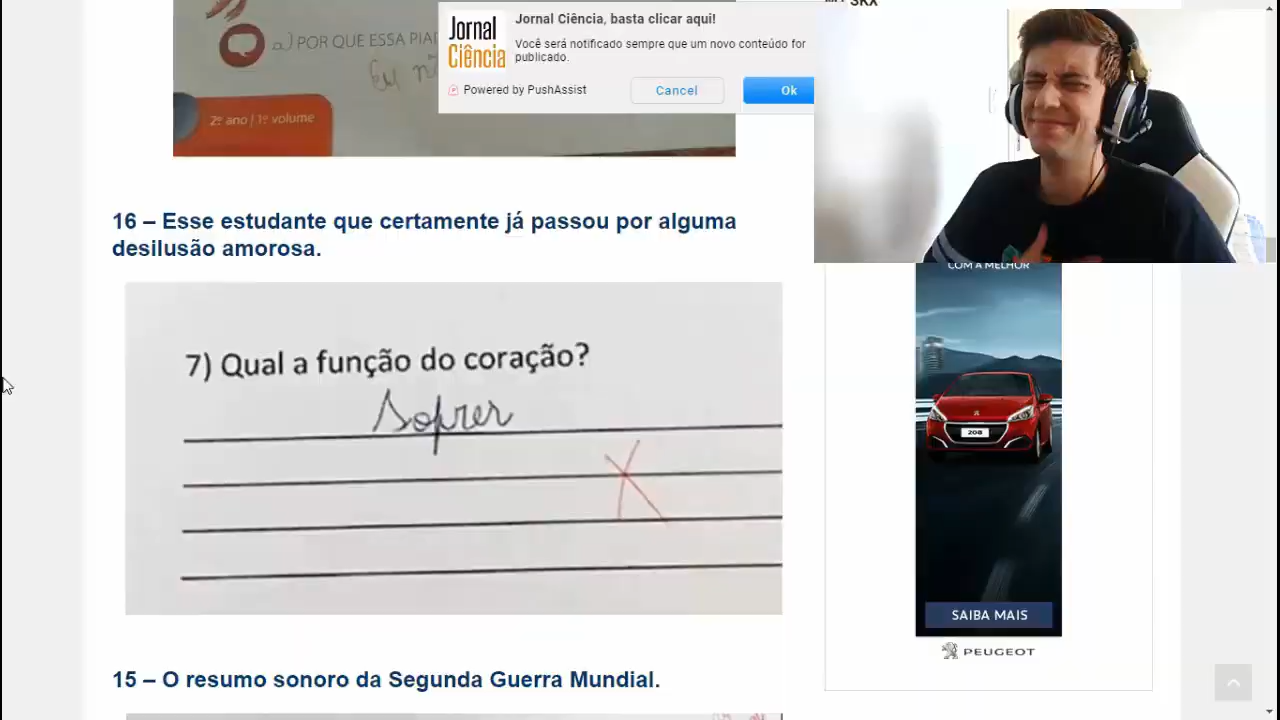 a) POR QUE ESSA PIA
Eu
2º ano / 1º volume
Jornal Ciência
Jornal Ciência, basta clicar aqui!
Você será notificado sempre que um novo conteúdo for
publicado.
Powered by PushAssist
Cancel
Ok
SKX
16 – Esse estudante que certamente já passou por alguma
desilusão amorosa.
7) Qual a função do coração?
Sofrer
COM A MELHOR
208
SAIBA MAIS
PEUGEOT
15 – O resumo sonoro da Segunda Guerra Mundial.